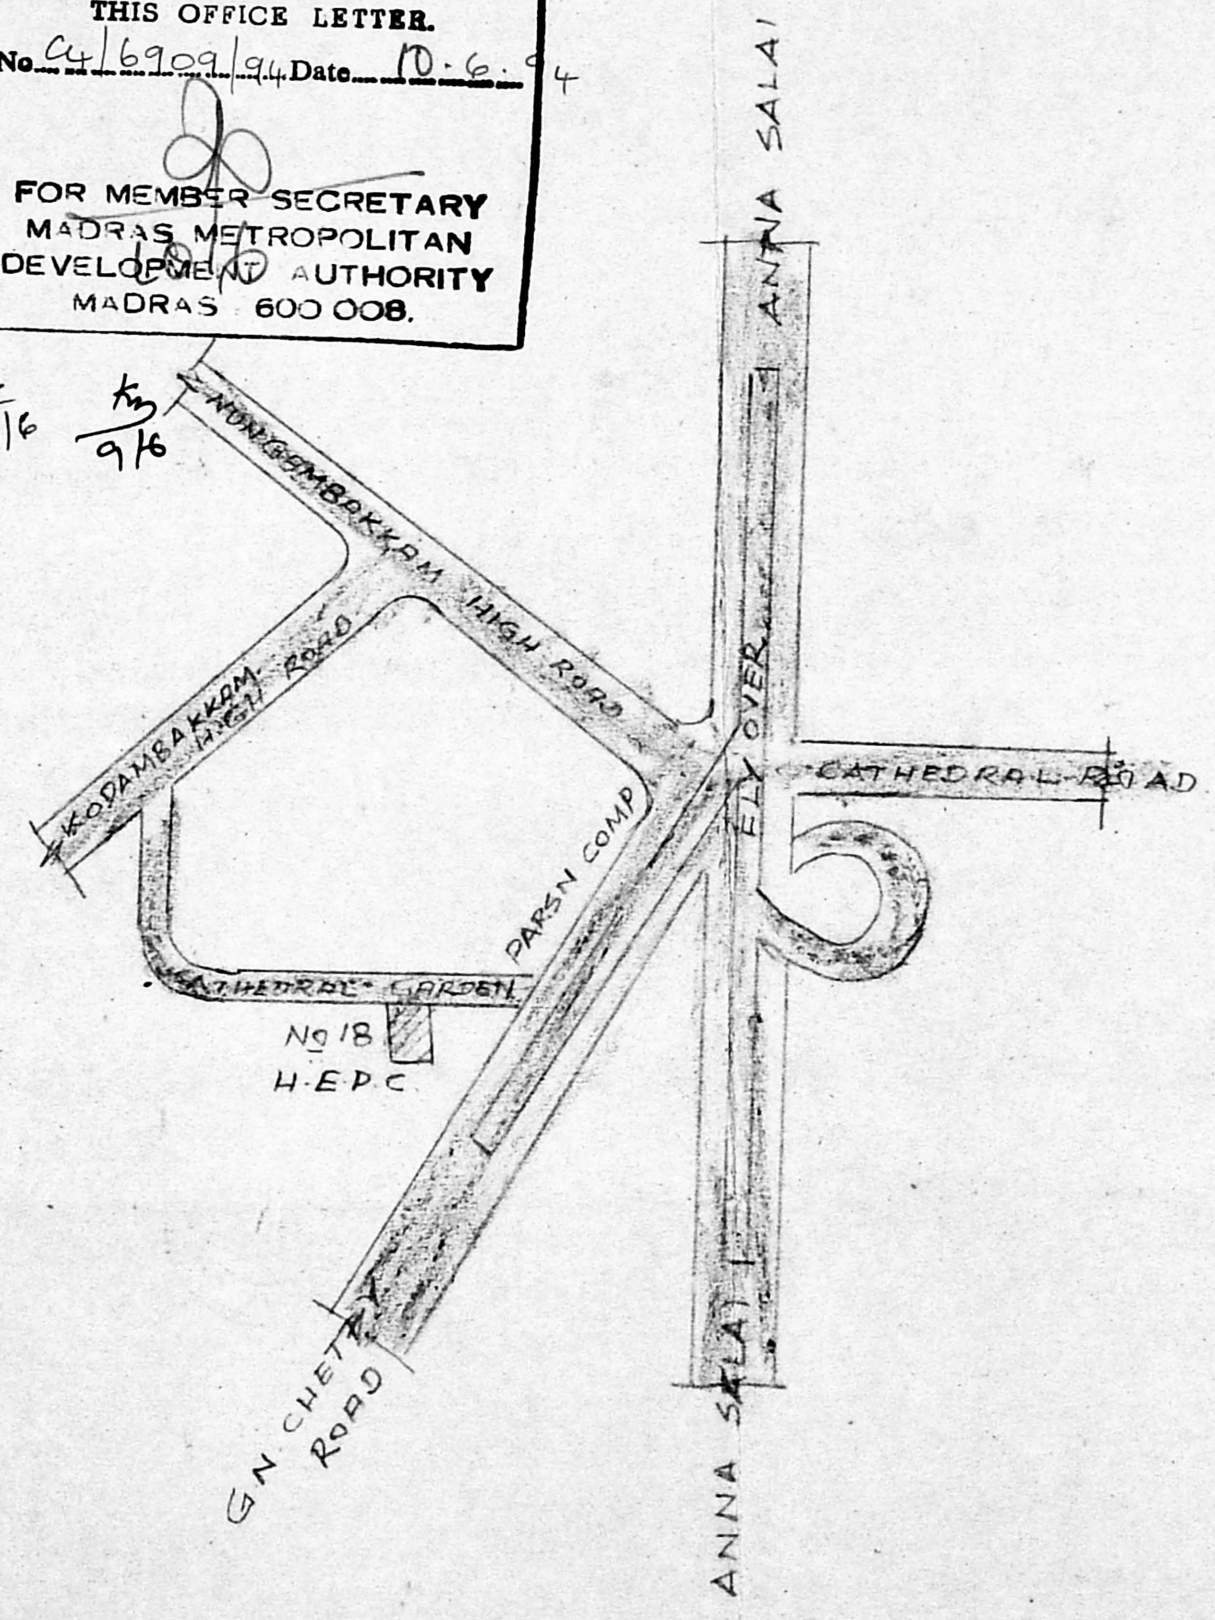 THIS OFFICE LETTER.
No C4/6909/94 Date 10.6.94
FOR MEMBER SECRETARY
MADRAS METROPOLITAN
DEVELOPMENT AUTHORITY
MADRAS 600 008.
10/6
9/6
ANNA SALAI
NUNGAMBAKKAM HIGH ROAD
KODAMBAKKAM
HIGH ROAD
FLY OVER
CATHEDRAL ROAD
PARSN COMP
CATHEDRAL GARDEN
No 18
H.E.P.C.
G.N. CHETTY
ROAD
ANNA SALAI